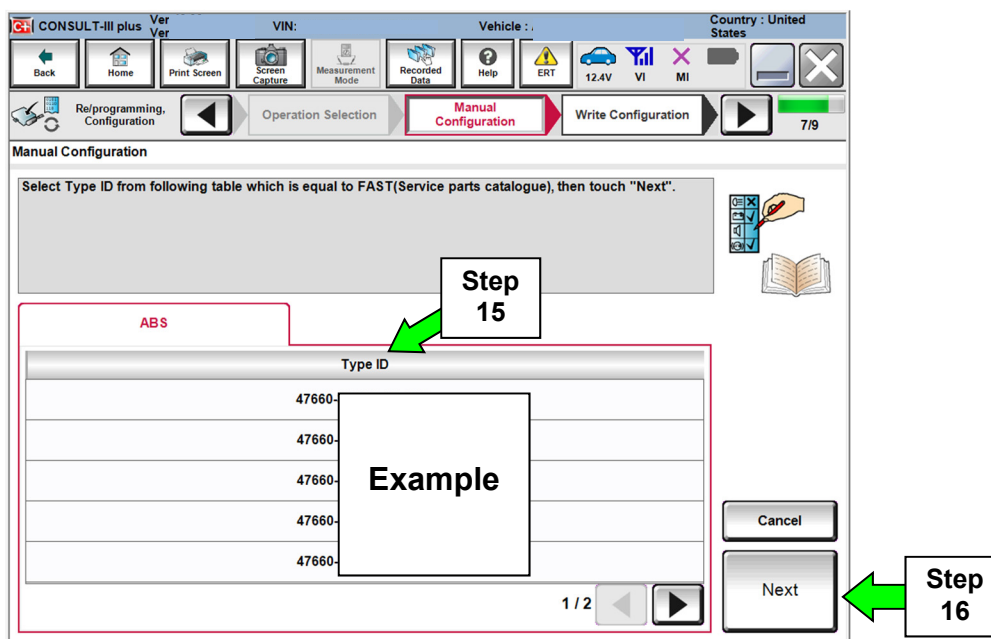 C+ CONSULT-III plus Ver
Ver
VIN:
Vehicle :
Country : United
States
Back
Home
Print Screen
Screen
Capture
Measurement
Mode
Recorded
Data
Help
ERT
12.4V
VI
MI
Re/programming,
Configuration
Operation Selection
Manual
Configuration
Write Configuration
7/9
Manual Configuration
Select Type ID from following table which is equal to FAST(Service parts catalogue), then touch "Next".
Step
15
ABS
Type ID
47660-
47660-
47660-
47660-
47660-
Example
Cancel
1 / 2
Next
Step
16